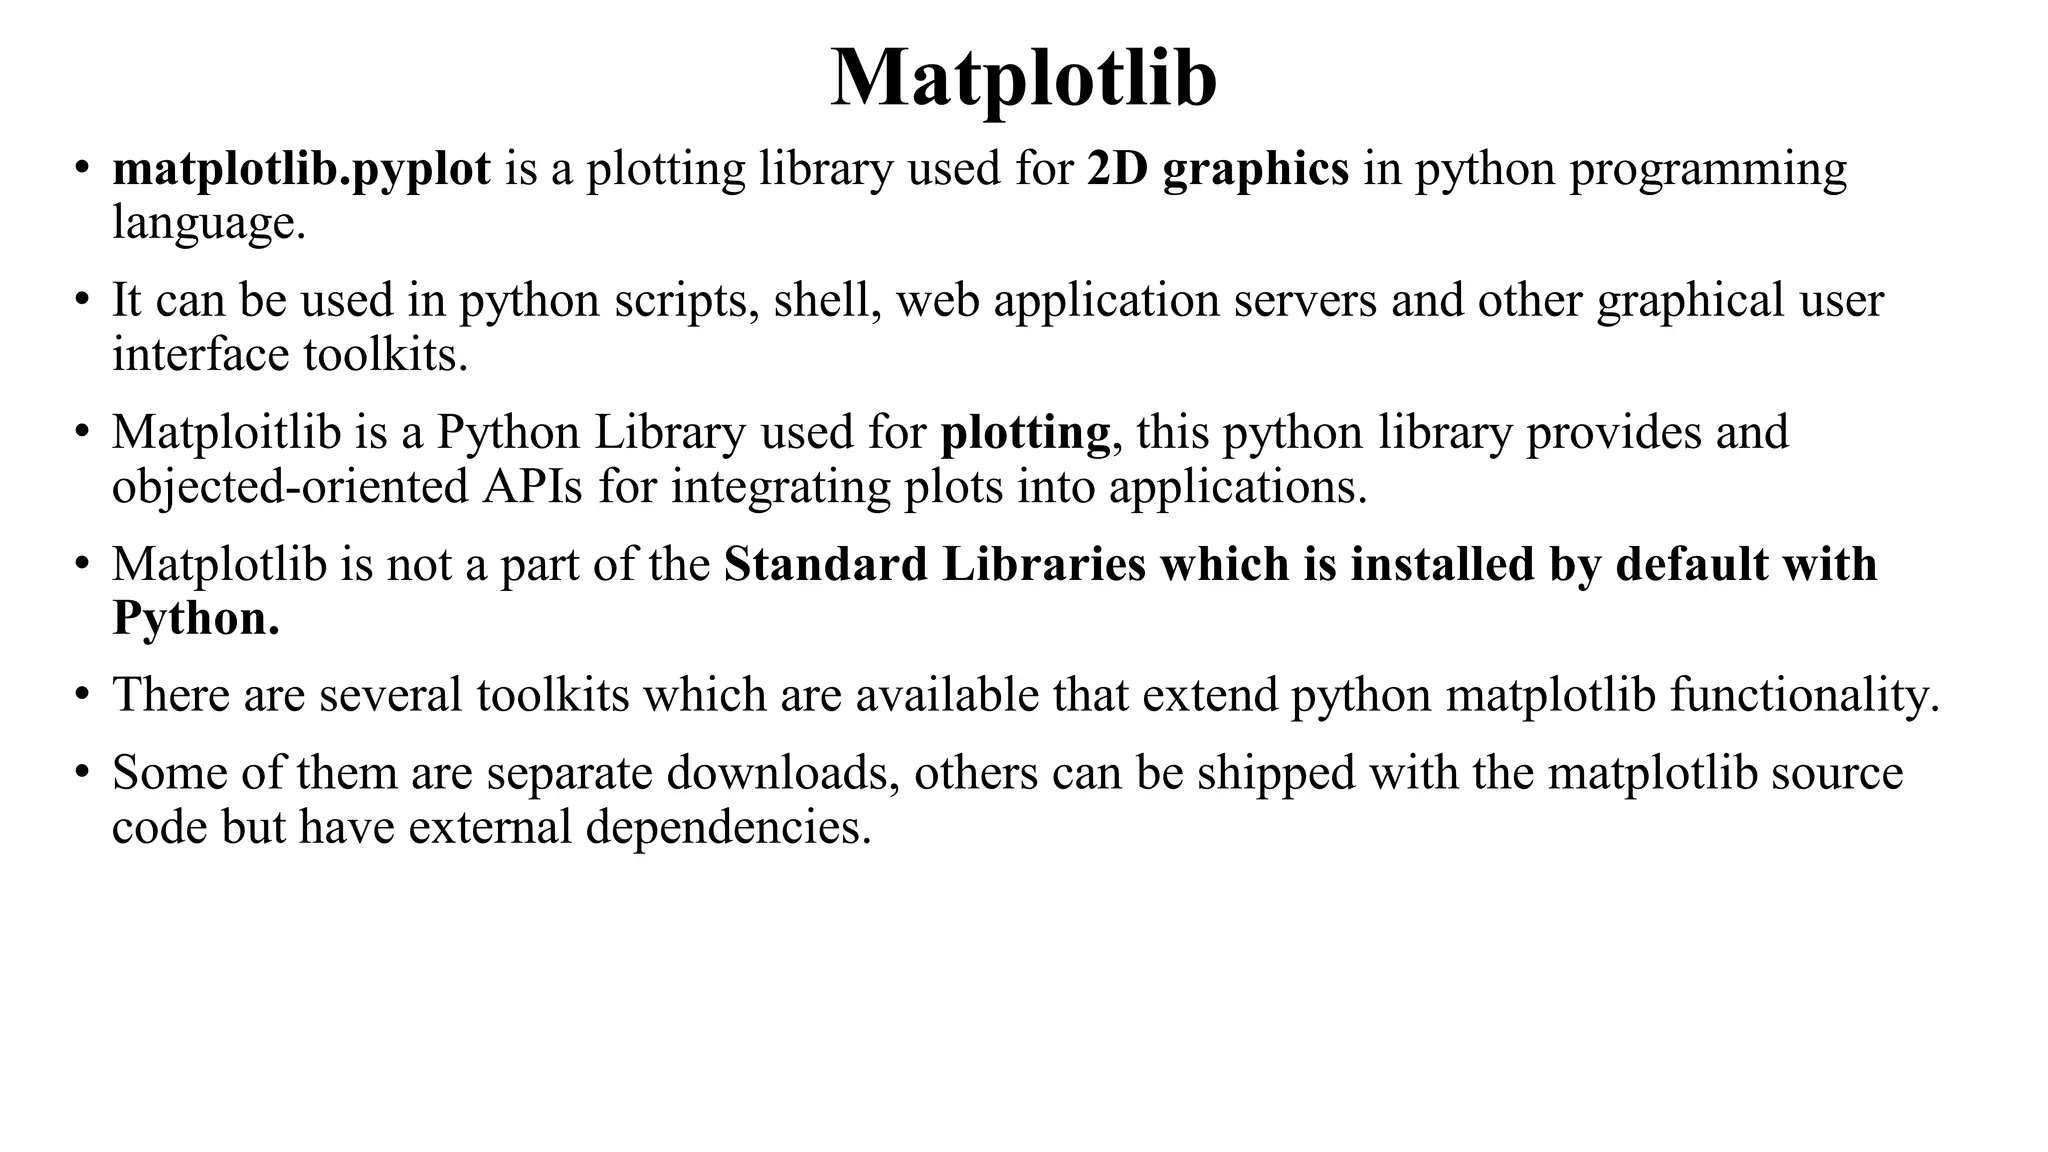 Matplotlib
• matplotlib.pyplot is a plotting library used for 2D graphics in python programming
language.
• It can be used in python scripts, shell, web application servers and other graphical user
interface toolkits.
• Matploitlib is a Python Library used for plotting, this python library provides and
objected-oriented APIs for integrating plots into applications.
• Matplotlib is not a part of the Standard Libraries which is installed by default with
Python.
• There are several toolkits which are available that extend python matplotlib functionality.
• Some of them are separate downloads, others can be shipped with the matplotlib source
code but have external dependencies.